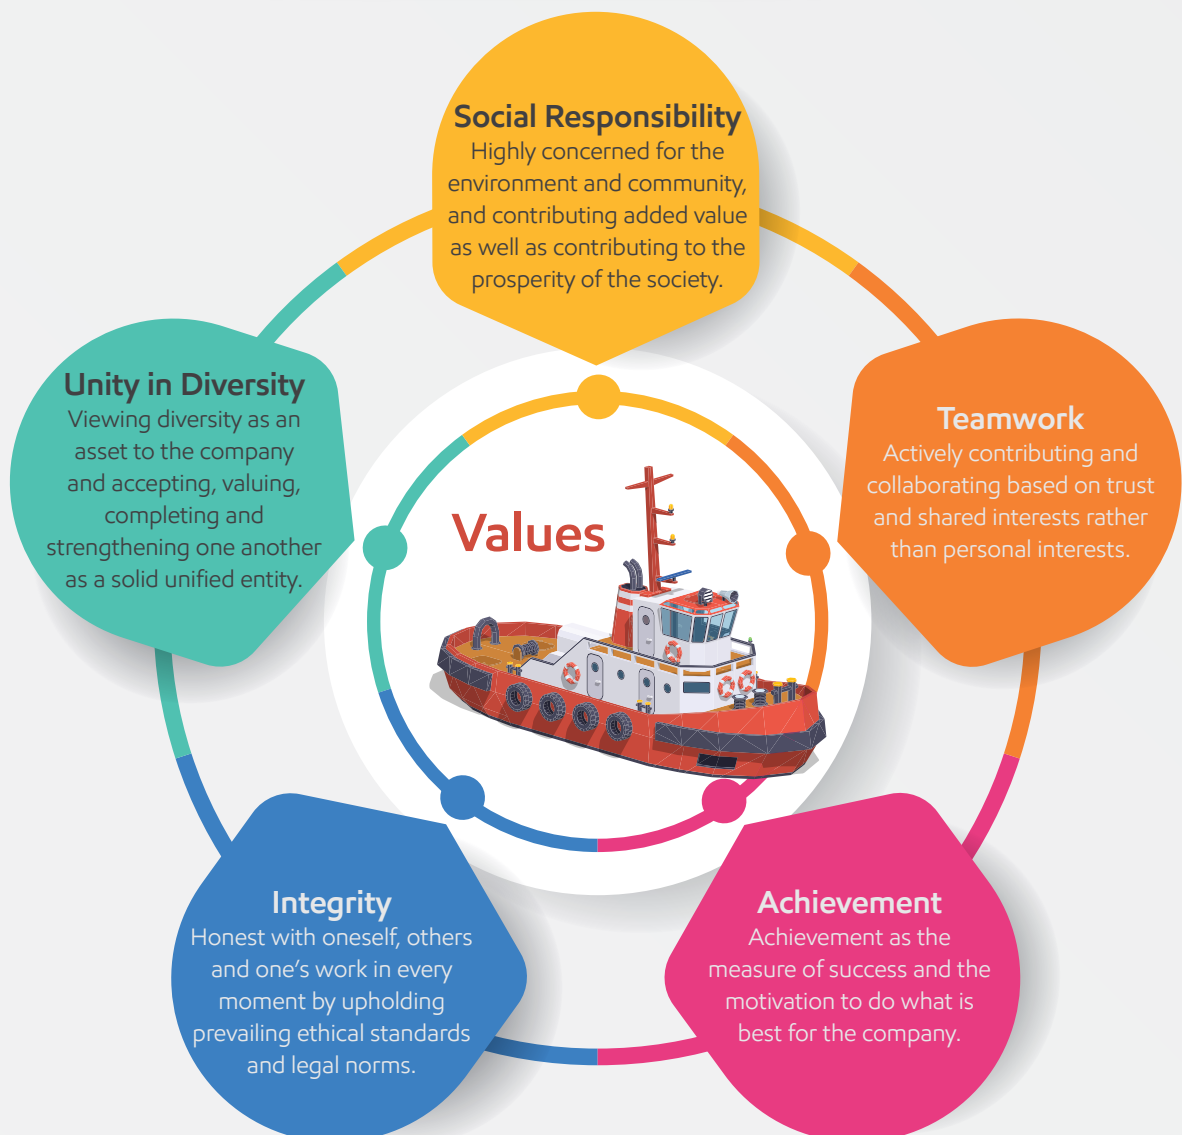 Social Responsibility
Highly concerned for the
environment and community,
and contributing added value
as well as contributing to the
prosperity of the society.
Unity in Diversity
Viewing diversity as an
asset to the company
and accepting, valuing,
completing and
strengthening one another
as a solid unified entity.
Teamwork
Actively contributing and
collaborating based on trust
and shared interests rather
than personal interests.
Values
Integrity
Honest with oneself, others
and one’s work in every
moment by upholding
prevailing ethical standards
and legal norms.
Achievement
Achievement as the
measure of success and the
motivation to do what is
best for the company.